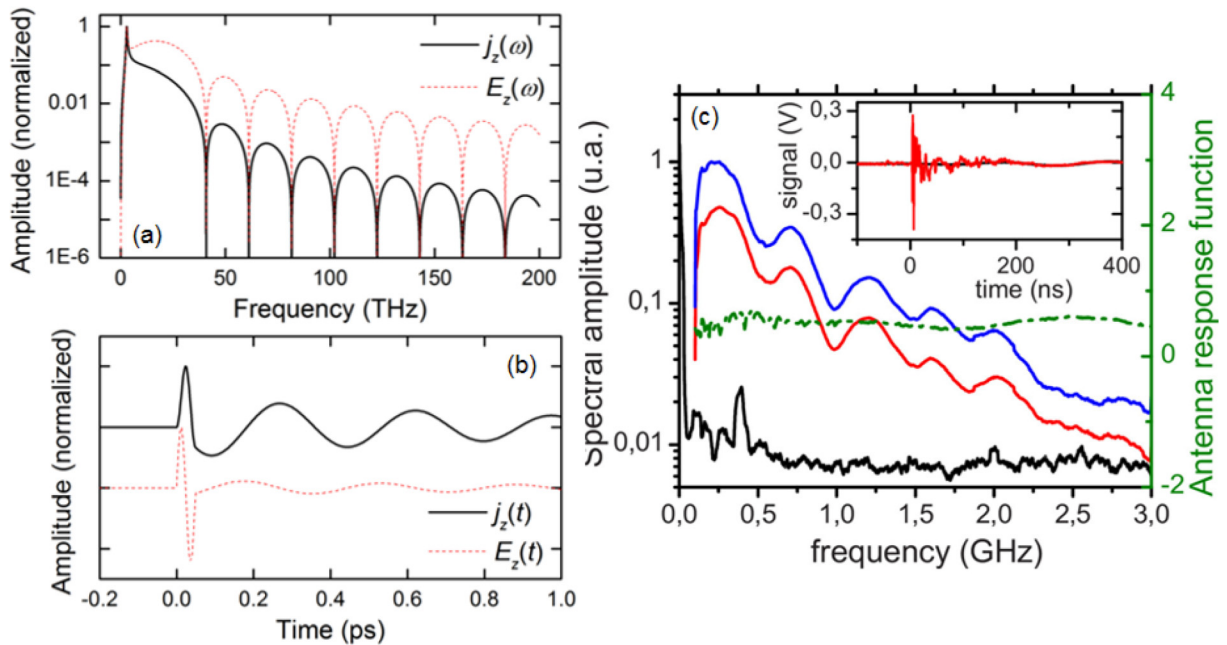 Amplitude (normalized)
1
0.01
1E-4
1E-6
(a)
jz(ω)
Ez(ω)
0
50
100
150
200
Frequency (THz)
Amplitude (normalized)
(b)
jz(t)
Ez(t)
-0.2
0.0
0.2
0.4
0.6
0.8
1.0
Time (ps)
Spectral amplitude (u.a.)
1
0,1
0,01
(c)
signal (V)
0,3
0,0
-0,3
0
200
400
time (ns)
4
2
0
-2
Antenna response function
0,0
0,5
1,0
1,5
2,0
2,5
3,0
frequency (GHz)